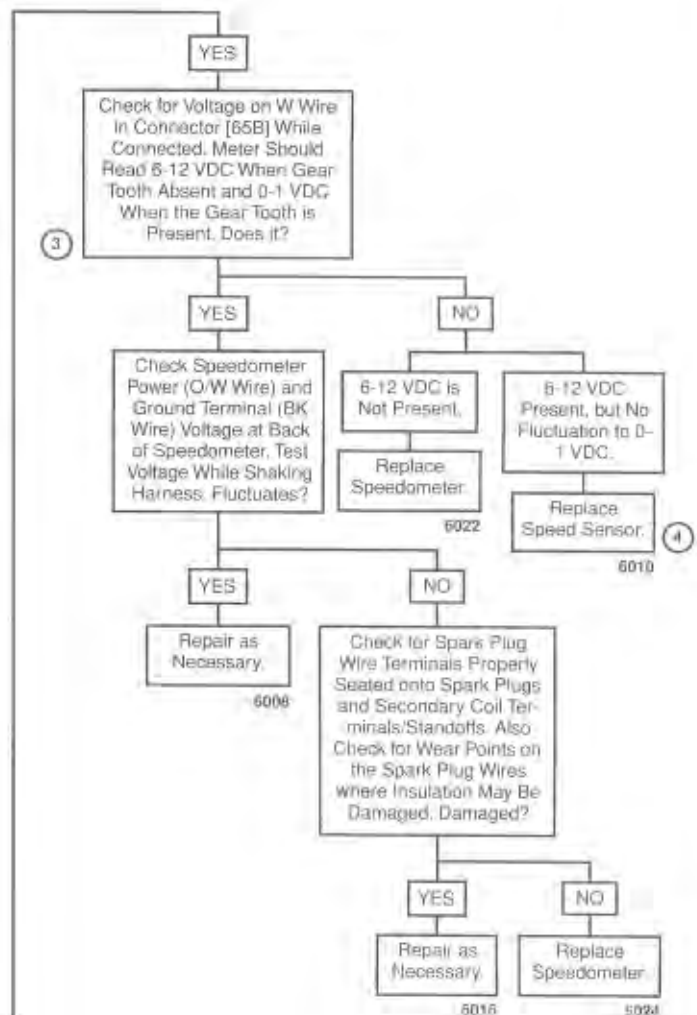 YES
Check for Voltage on W Wire
in Connector [65B] While
Connected. Meter Should
Read 6-12 VDC When Gear
Tooth Absent and 0-1 VDC
When the Gear Tooth is
Present. Does it?
3
YES
NO
Check Speedometer
Power (O/W Wire) and
Ground Terminal (BK
Wire) Voltage at Back
of Speedometer. Test
Voltage While Shaking
Harness. Fluctuates?
6-12 VDC is
Not Present.
6-12 VDC
Present, but No
Fluctuation to 0-
1 VDC.
Replace
Speedometer.
6022
Replace
Speed Sensor.
4
6010
YES
NO
Repair as
Necessary.
Check for Spark Plug
Wire Terminals Properly
Seated onto Spark Plugs
and Secondary Coil Ter-
minals/Standoffs. Also
Check for Wear Points on
the Spark Plug Wires
where Insulation May Be
Damaged. Damaged?
YES
NO
Repair as
Necessary.
Replace
Speedometer.